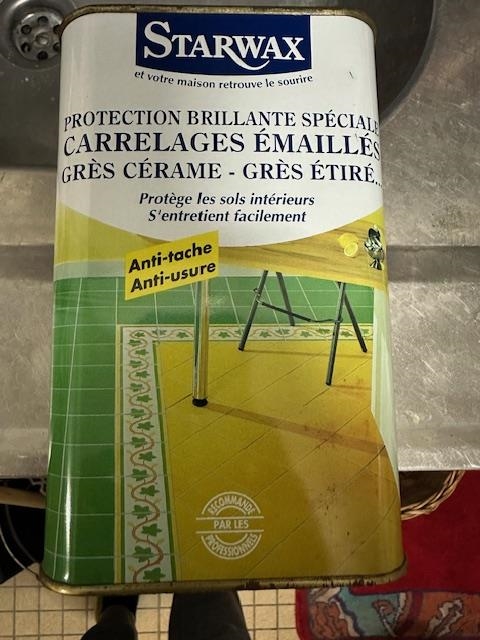 STARWAX
et votre maison retrouve le sourire
PROTECTION BRILLANTE SPÉCIALE
CARRELAGES ÉMAILLÉS
GRÈS CÉRAME - GRÈS ÉTIRÉ...
Protège les sols intérieurs
S'entretient facilement
Anti-tache
Anti-usure
RECOMMANDÉ
PAR LES
PROFESSIONNELS